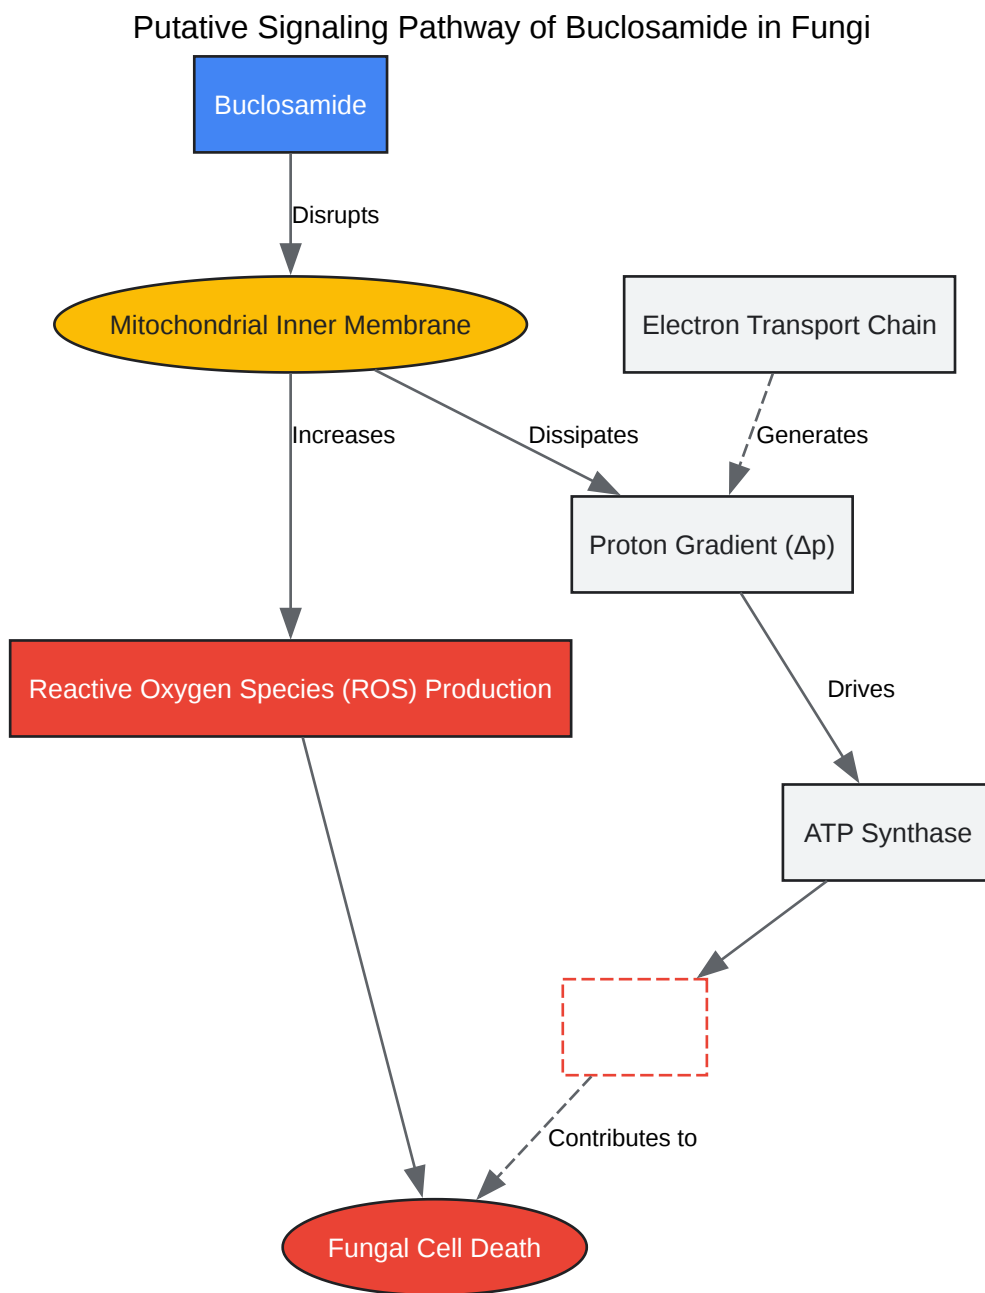 Putative Signaling Pathway of Buclosamide in Fungi
Buclosamide
Disrupts
Mitochondrial Inner Membrane
Electron Transport Chain
Increases
Dissipates
Generates
Proton Gradient (Δp)
Reactive Oxygen Species (ROS) Production
Drives
ATP Synthase
Contributes to
Fungal Cell Death